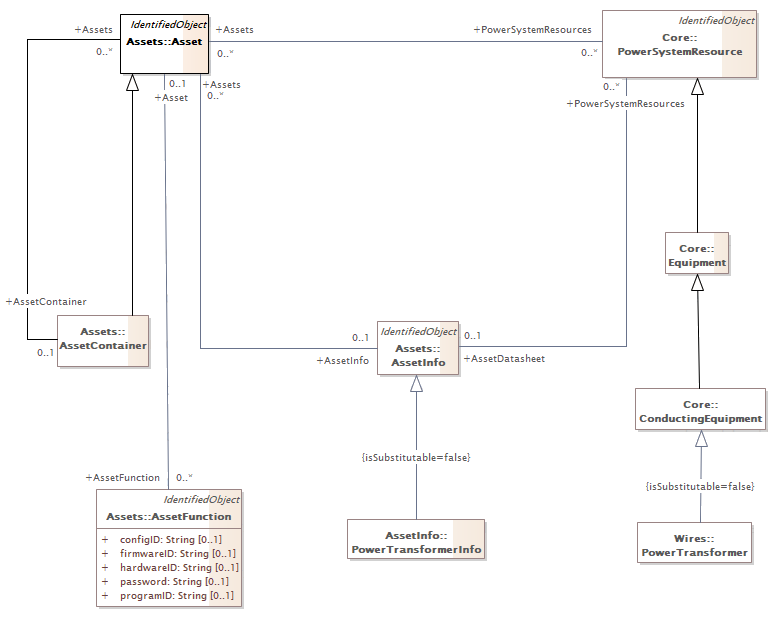 IdentifiedObject
Assets::Asset
+Assets
0..*
+Assets
0..*
+PowerSystemResources
0..*
IdentifiedObject
Core::
PowerSystemResource
0..1
+Asset
+Assets
0..*
0..*
+PowerSystemResources
Core::
Equipment
+AssetContainer
0..1
Assets::
AssetContainer
0..1
+AssetInfo
IdentifiedObject
Assets::
AssetInfo
0..1
+AssetDatasheet
Core::
ConductingEquipment
{isSubstitutable=false}
{isSubstitutable=false}
+AssetFunction
0..*
IdentifiedObject
Assets::AssetFunction
+ configID: String [0..1]
+ firmwareID: String [0..1]
+ hardwareID: String [0..1]
+ password: String [0..1]
+ programID: String [0..1]
AssetInfo::
PowerTransformerInfo
Wires::
PowerTransformer